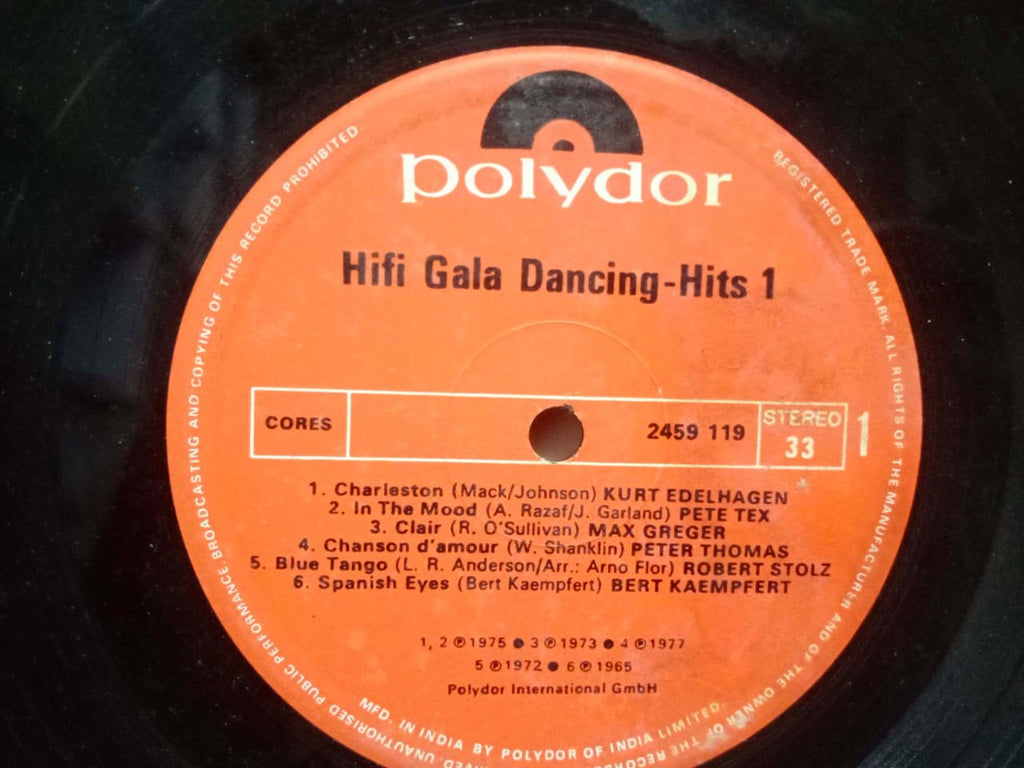 polydor
Hifi Gala Dancing-Hits 1
CORES
2459 119
STEREO
33
1
1. Charleston (Mack/Johnson) KURT EDELHAGEN
2. In The Mood (A. Razaf/J. Garland) PETE TEX
3. Clair (R. O'Sullivan) MAX GREGER
4. Chanson d'amour (W. Shanklin) PETER THOMAS
5. Blue Tango (L. R. Anderson/Arr.: Arno Flor) ROBERT STOLZ
6. Spanish Eyes (Bert Kaempfert) BERT KAEMPFERT
1, 2 ℗ 1975 ● 3 ℗ 1973 ● 4 ℗ 1977
5 ℗ 1972 ● 6 ℗ 1965
Polydor International GmbH
MFD. IN INDIA BY POLYDOR OF INDIA LIMITED.
REGISTERED TRADE MARK. ALL RIGHTS OF THE MANUFACTURER AND OF THE OWNER OF THE RECORDED
UNAUTHORISED PUBLIC PERFORMANCE BROADCASTING AND COPYING OF THIS RECORD PROHIBITED